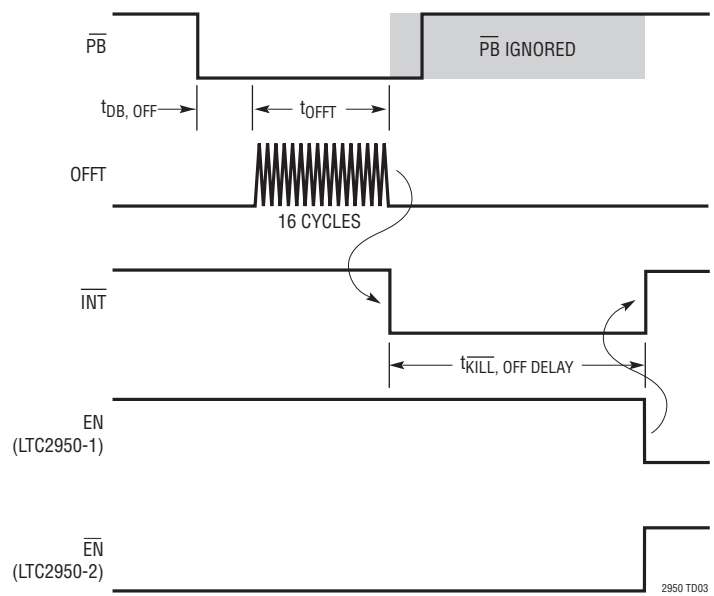 PB
PB IGNORED
tDB, OFF
tOFFT
OFFT
16 CYCLES
INT
tKILL, OFF DELAY
EN
(LTC2950-1)
EN
(LTC2950-2)
2950 TD03